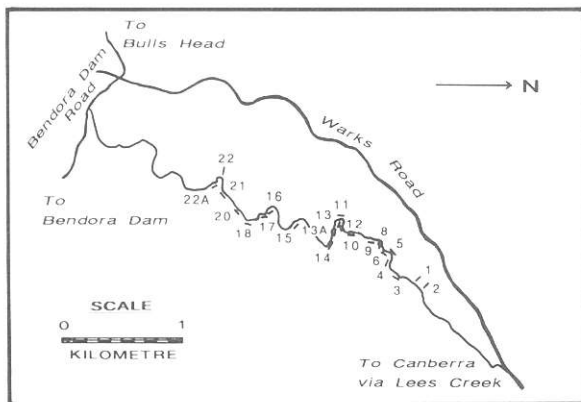 To
Bulls Head
N
Bendora Dam
Road
Warks Road
To
Bendora Dam
22
22A
21
20
18
17
16
15
13A
14
13
11
12
10
9
8
5
6
4
3
1
2
SCALE
0 1
KILOMETRE
To Canberra
via Lees Creek